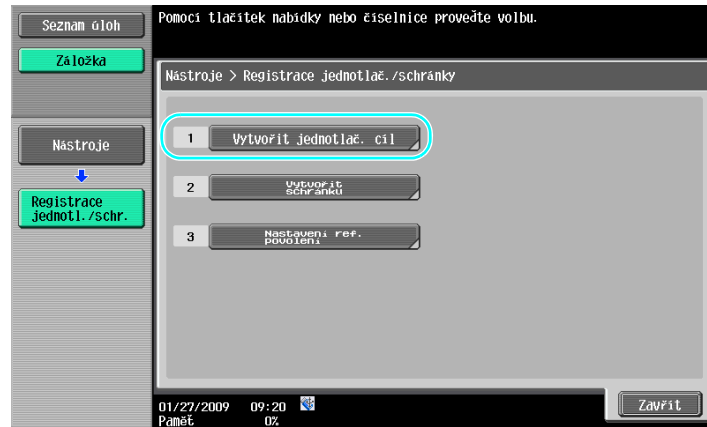 Seznam úloh
Záložka
Pomocí tlačítek nabídky nebo číselnice proveďte volbu.
Nástroje > Registrace jednotlač./schránky
Nástroje
Registrace
jednotl./schr.
1 Vytvořit jednotlač. cíl
2 Vytvořit
schránku
3 Nastavení ref.
povolení
01/27/2009 09:20
Paměť 0%
Zavřít